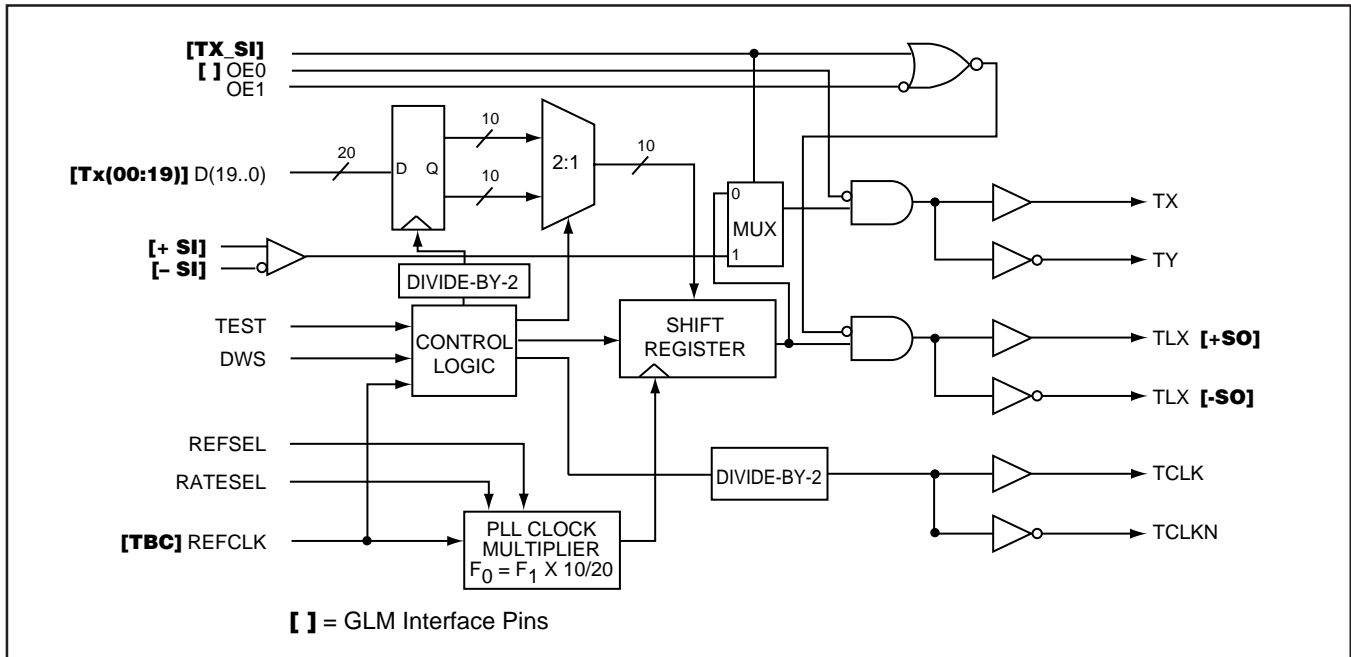 [TX_SI]
[ ] OE0
OE1
10
10
20
10
[Tx(00:19)] D(19..0)
D Q
2:1
10
0
MUX
1
TX
TY
[+ SI]
[– SI]
DIVIDE-BY-2
TEST
DWS
CONTROL
LOGIC
SHIFT
REGISTER
TLX [+SO]
TLX [-SO]
REFSEL
RATESEL
DIVIDE-BY-2
TCLK
TCLKN
[TBC] REFCLK
PLL CLOCK
MULTIPLIER
F0 = F1 X 10/20
[ ] = GLM Interface Pins